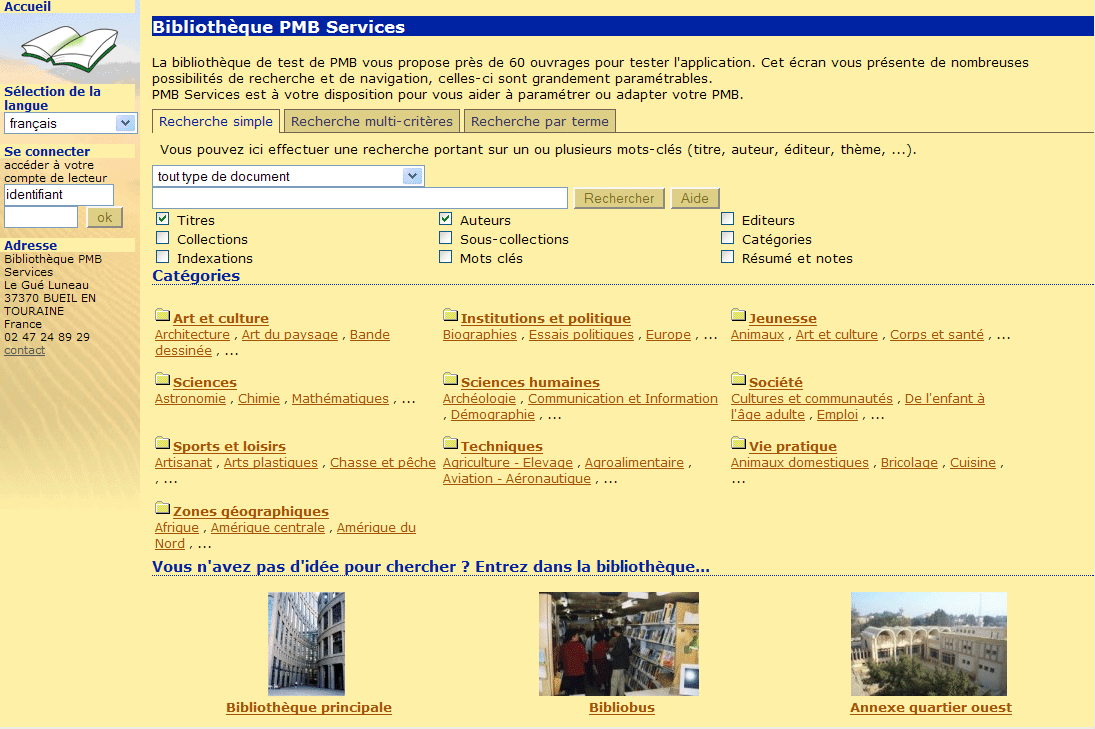 Accueil
Sélection de la
langue
français
Se connecter
accéder à votre
compte de lecteur
identifiant
ok
Adresse
Bibliothèque PMB
Services
Le Gué Luneau
37370 BUEIL EN
TOURAINE
France
02 47 24 89 29
contact
Bibliothèque PMB Services
La bibliothèque de test de PMB vous propose près de 60 ouvrages pour tester l'application. Cet écran vous présente de nombreuses
possibilités de recherche et de navigation, celles-ci sont grandement paramétrables.
PMB Services est à votre disposition pour vous aider à paramétrer ou adapter votre PMB.
Recherche simple Recherche multi-critères Recherche par terme
Vous pouvez ici effectuer une recherche portant sur un ou plusieurs mots-clés (titre, auteur, éditeur, thème, ...).
tout type de document
Rechercher Aide
Titres Auteurs Editeurs
Collections Sous-collections Catégories
Indexations Mots clés Résumé et notes
Catégories
Art et culture
Architecture , Art du paysage , Bande
dessinée , ...
Institutions et politique
Biographies , Essais politiques , Europe , ...
Jeunesse
Animaux , Art et culture , Corps et santé , ...
Sciences
Astronomie , Chimie , Mathématiques , ...
Sciences humaines
Archéologie , Communication et Information
, Démographie , ...
Société
Cultures et communautés , De l'enfant à
l'âge adulte , Emploi , ...
Sports et loisirs
Artisanat , Arts plastiques , Chasse et pêche
, ...
Techniques
Agriculture - Elevage , Agroalimentaire ,
Aviation - Aéronautique , ...
Vie pratique
Animaux domestiques , Bricolage , Cuisine ,
...
Zones géographiques
Afrique , Amérique centrale , Amérique du
Nord , ...
Vous n'avez pas d'idée pour chercher ? Entrez dans la bibliothèque...
Bibliothèque principale Bibliobus Annexe quartier ouest